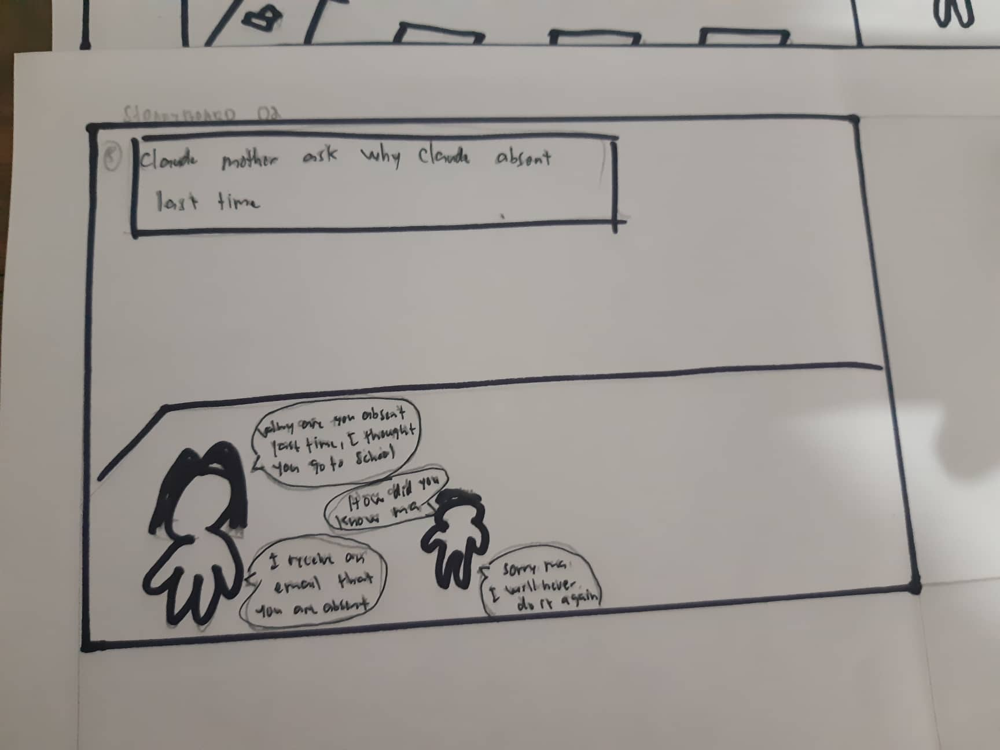 STORYBOARD 02
Claude mother ask why Claude absent
last time
Why are you absent
last time, I thought
you go to school
How did you
know ma
I receive an
email that
you are absent
Sorry ma
I will never
do it again